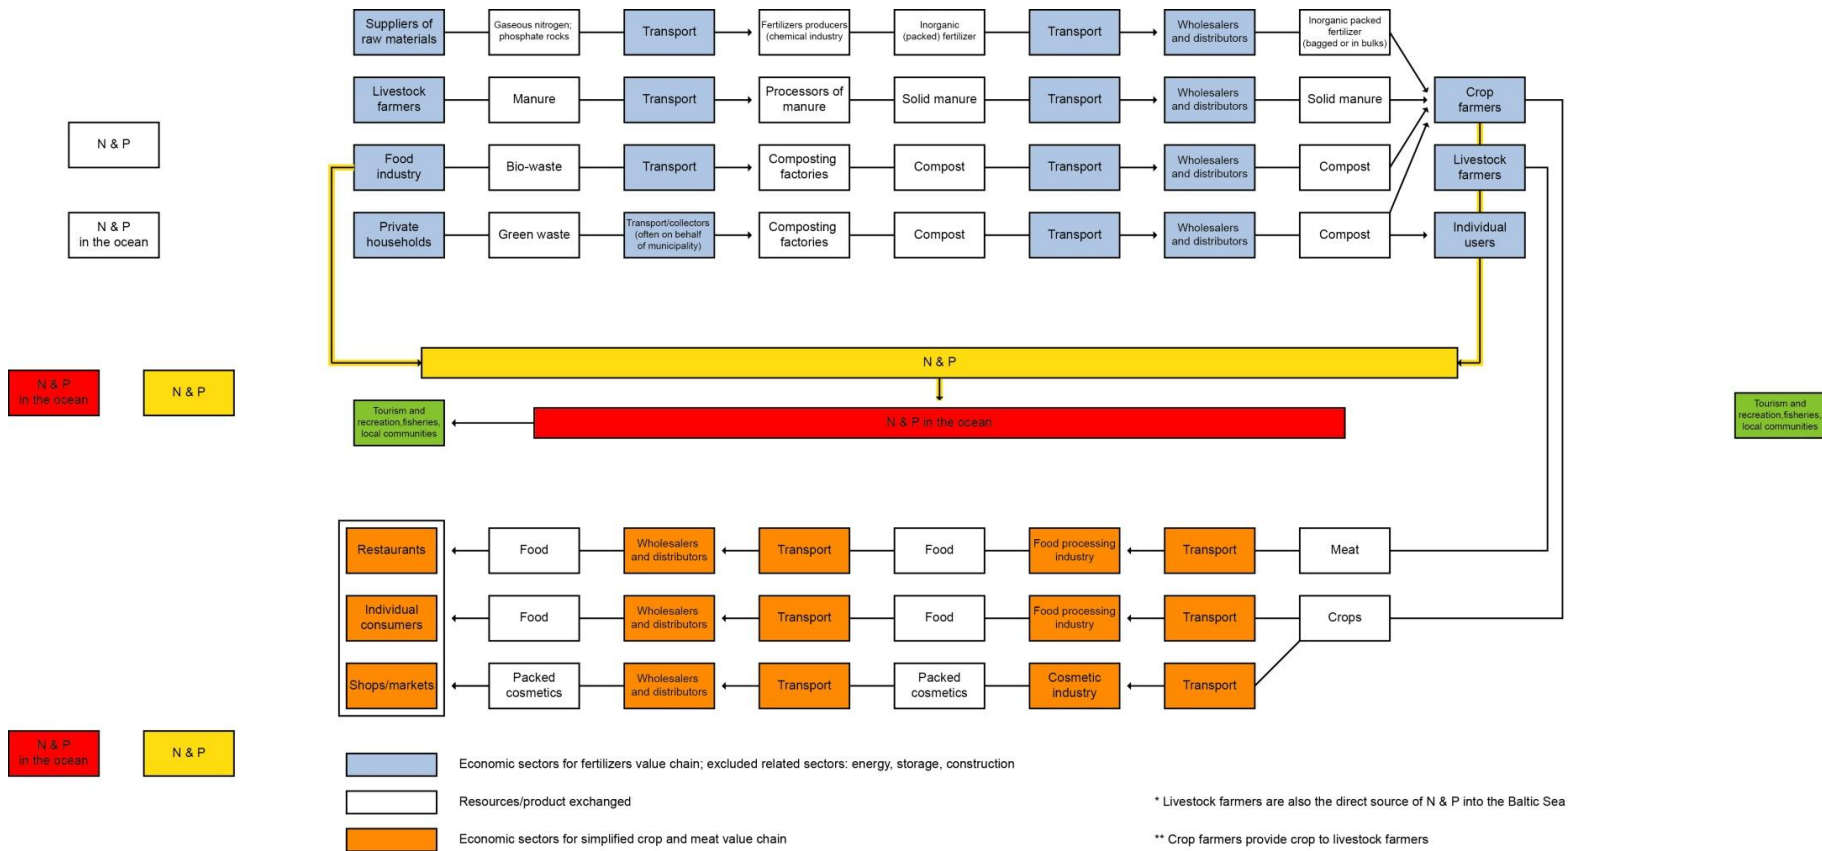 Suppliers of
raw materials
Gaseous nitrogen;
phosphate rocks
Transport
Fertilizers producers
(chemical industry
Inorganic
(packed) fertilizer
Transport
Wholesalers
and distributors
Inorganic packed
fertilizer
(bagged or in bulks)
Livestock
farmers
Manure
Transport
Processors of
manure
Solid manure
Transport
Wholesalers
and distributors
Solid manure
Crop
farmers
N & P
Food
industry
Bio-waste
Transport
Composting
factories
Compost
Transport
Wholesalers
and distributors
Compost
Livestock
farmers
N & P
in the ocean
Private
households
Green waste
Transport/collectors
(often on behalf
of municipality)
Composting
factories
Compost
Transport
Wholesalers
and distributors
Compost
Individual
users
N & P
N & P
in the ocean
N & P
Tourism and
recreation,fisheries,
local communities
N & P in the ocean
Tourism and
recreation,fisheries,
local communities
Restaurants
Food
Wholesalers
and distributors
Transport
Food
Food processing
industry
Transport
Meat
Individual
consumers
Food
Wholesalers
and distributors
Transport
Food
Food processing
industry
Transport
Crops
Shops/markets
Packed
cosmetics
Wholesalers
and distributors
Transport
Packed
cosmetics
Cosmetic
industry
Transport
N & P
in the ocean
N & P
Economic sectors for fertilizers value chain; excluded related sectors: energy, storage, construction
Resources/product exchanged
* Livestock farmers are also the direct source of N & P into the Baltic Sea
Economic sectors for simplified crop and meat value chain
** Crop farmers provide crop to livestock farmers